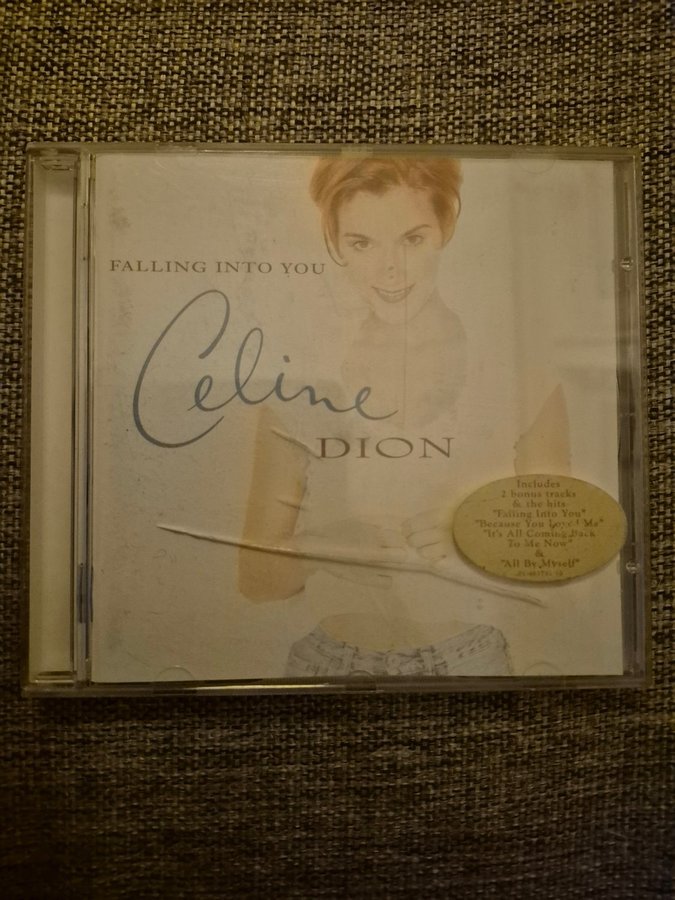 FALLING INTO YOU
Celine
DION
Includes
2 bonus tracks
& the hits
"Falling Into You"
"Because You Loved Me"
"It's All Coming Back
To Me Now"
&
"All By Myself"